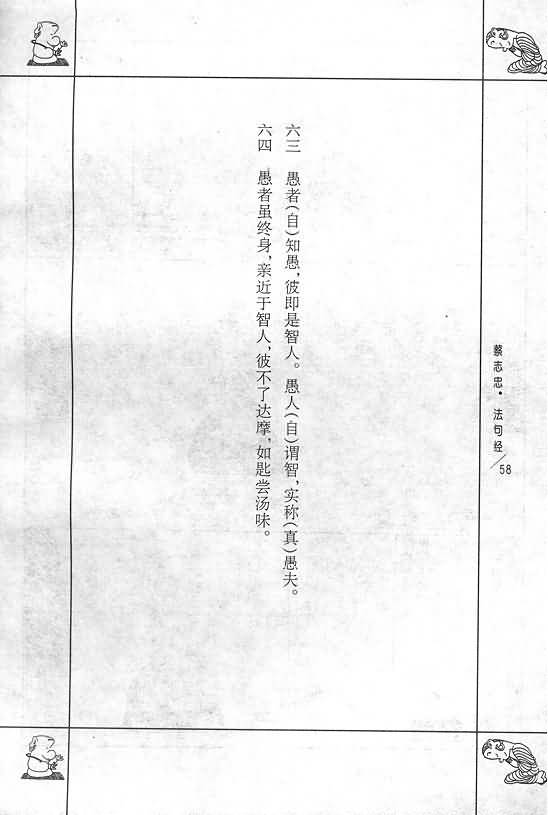 六三 愚者(自)知愚,彼即是智人。愚人(自)谓智,实称(真)愚夫。
六四 愚者虽终身,亲近于智人,彼不了达摩,如匙尝汤味。
蔡志忠·法句经/58